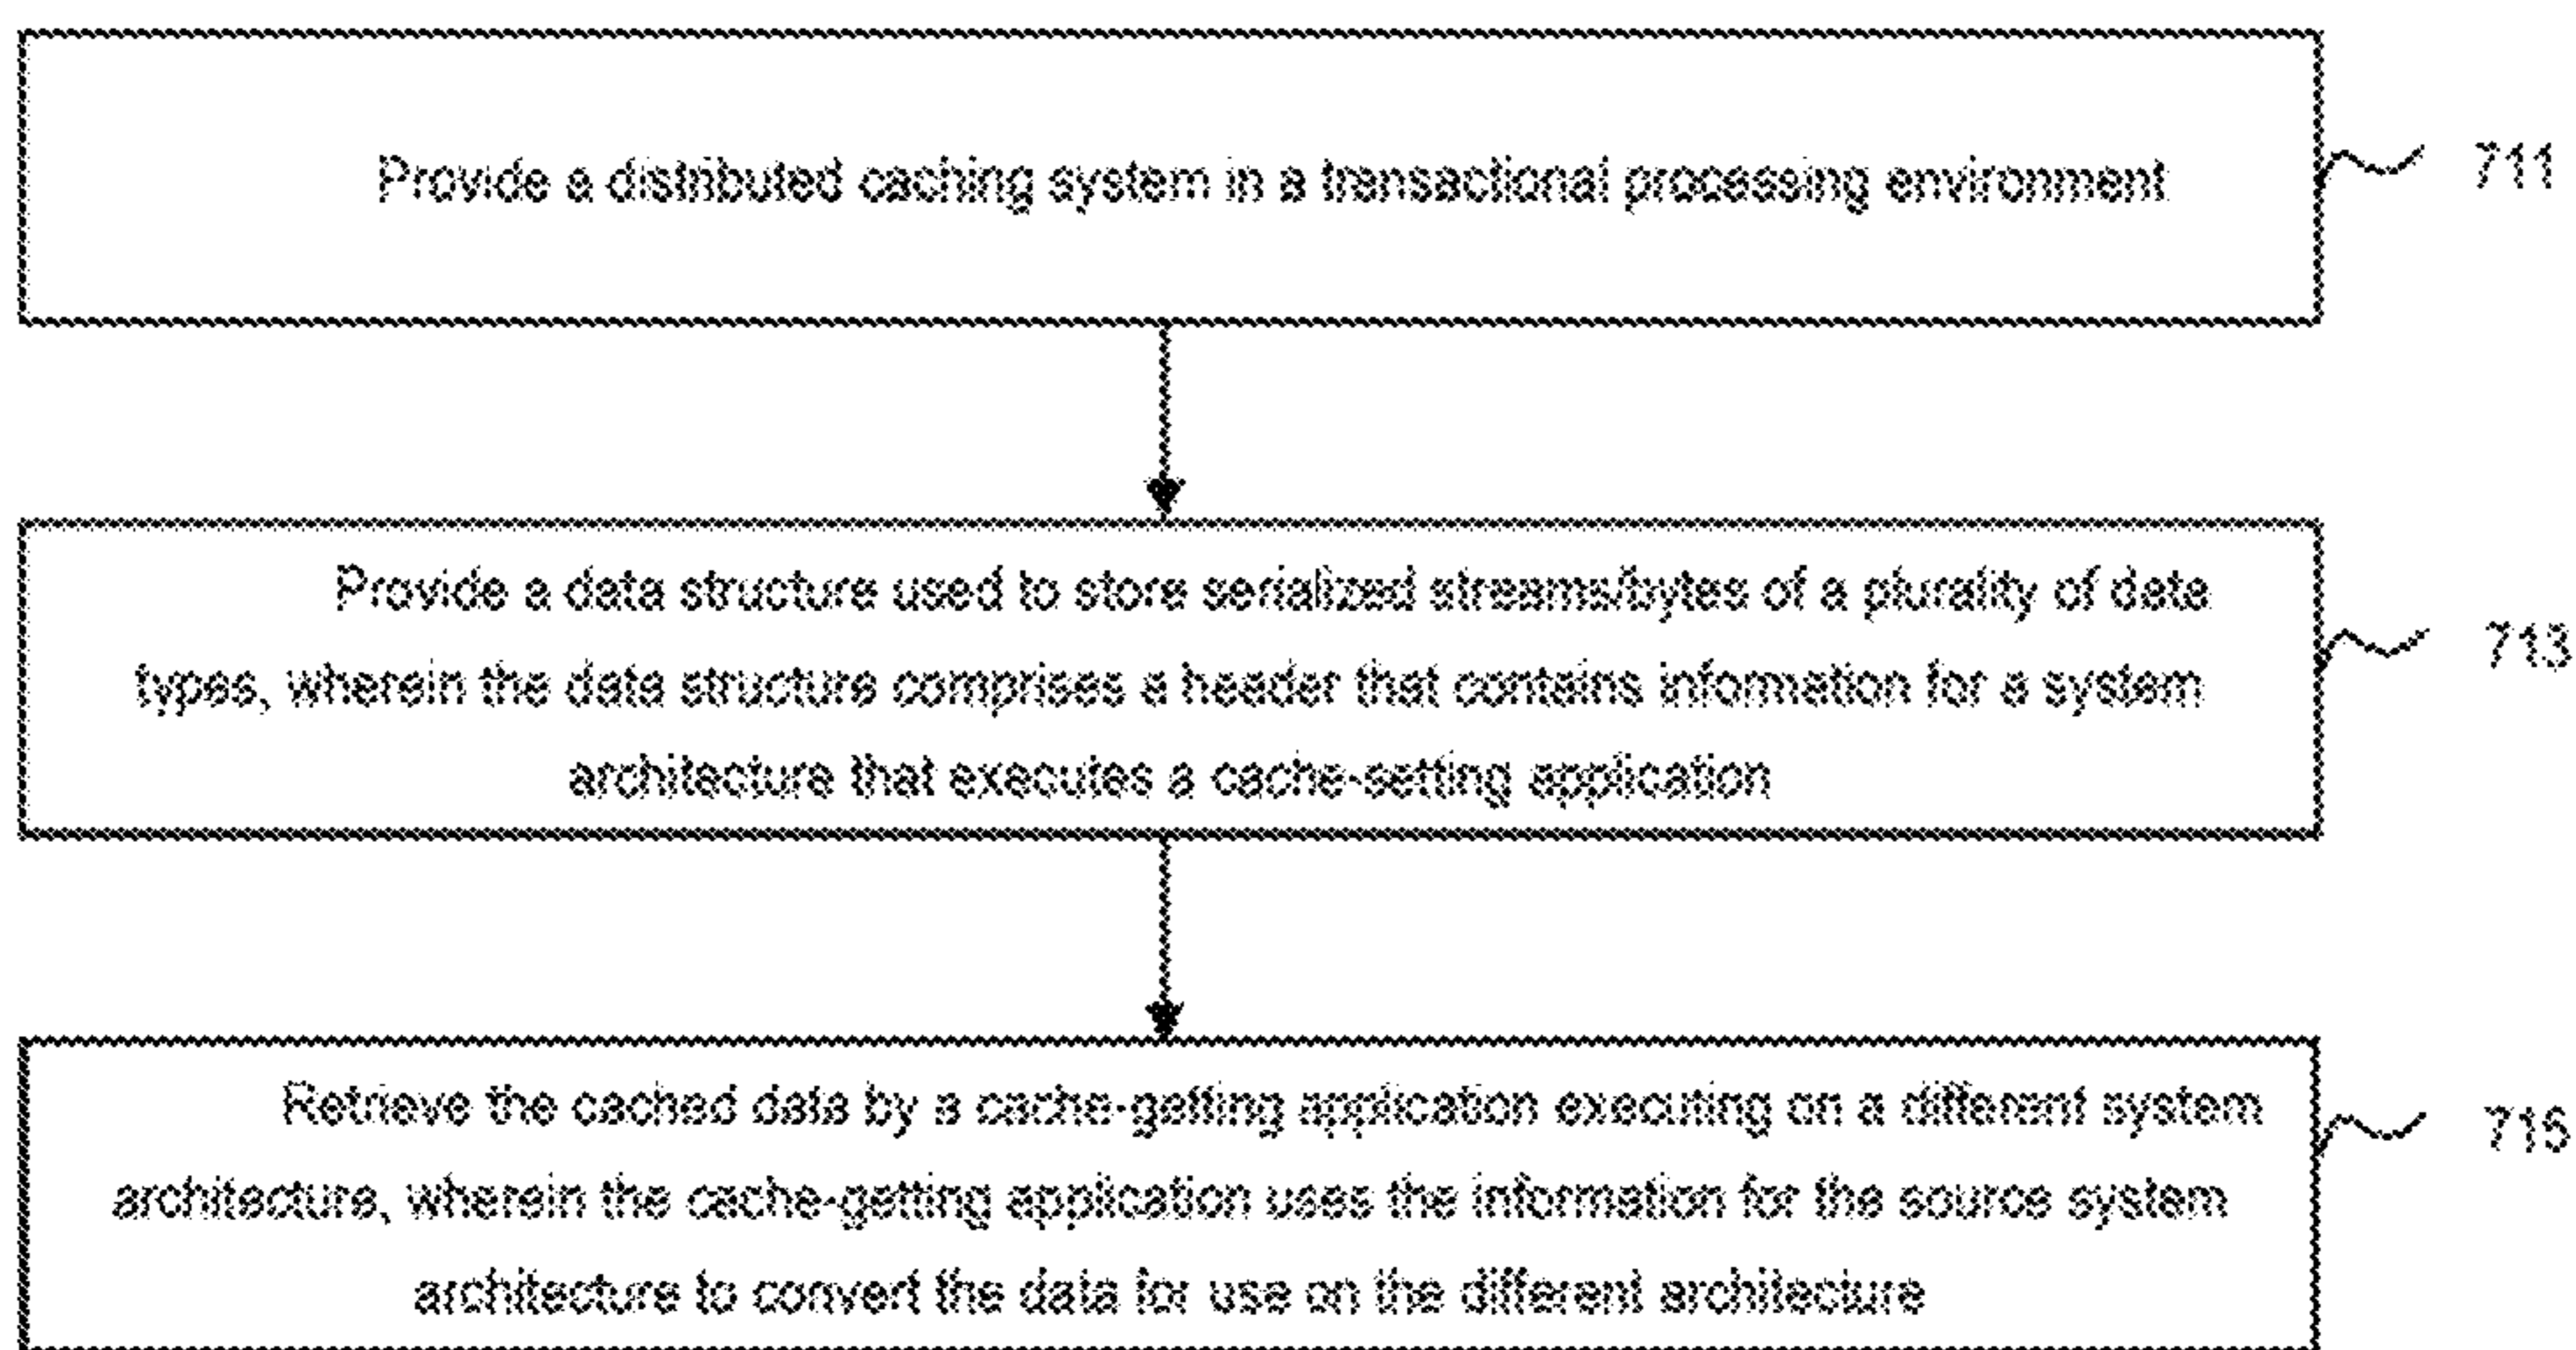 Provide a distributed caching system in a transactional processing environment
711
Provide a data structure used to store serialized streams/bytes of a plurality of data
types, wherein the data structure comprises a header that contains information for a system
architecture that executes a cache-setting application
713
Retrieve the cached data by a cache-getting application executing on a different system
architecture, wherein the cache-getting application uses the information for the source system
architecture to convert the data for use on the different architecture
715